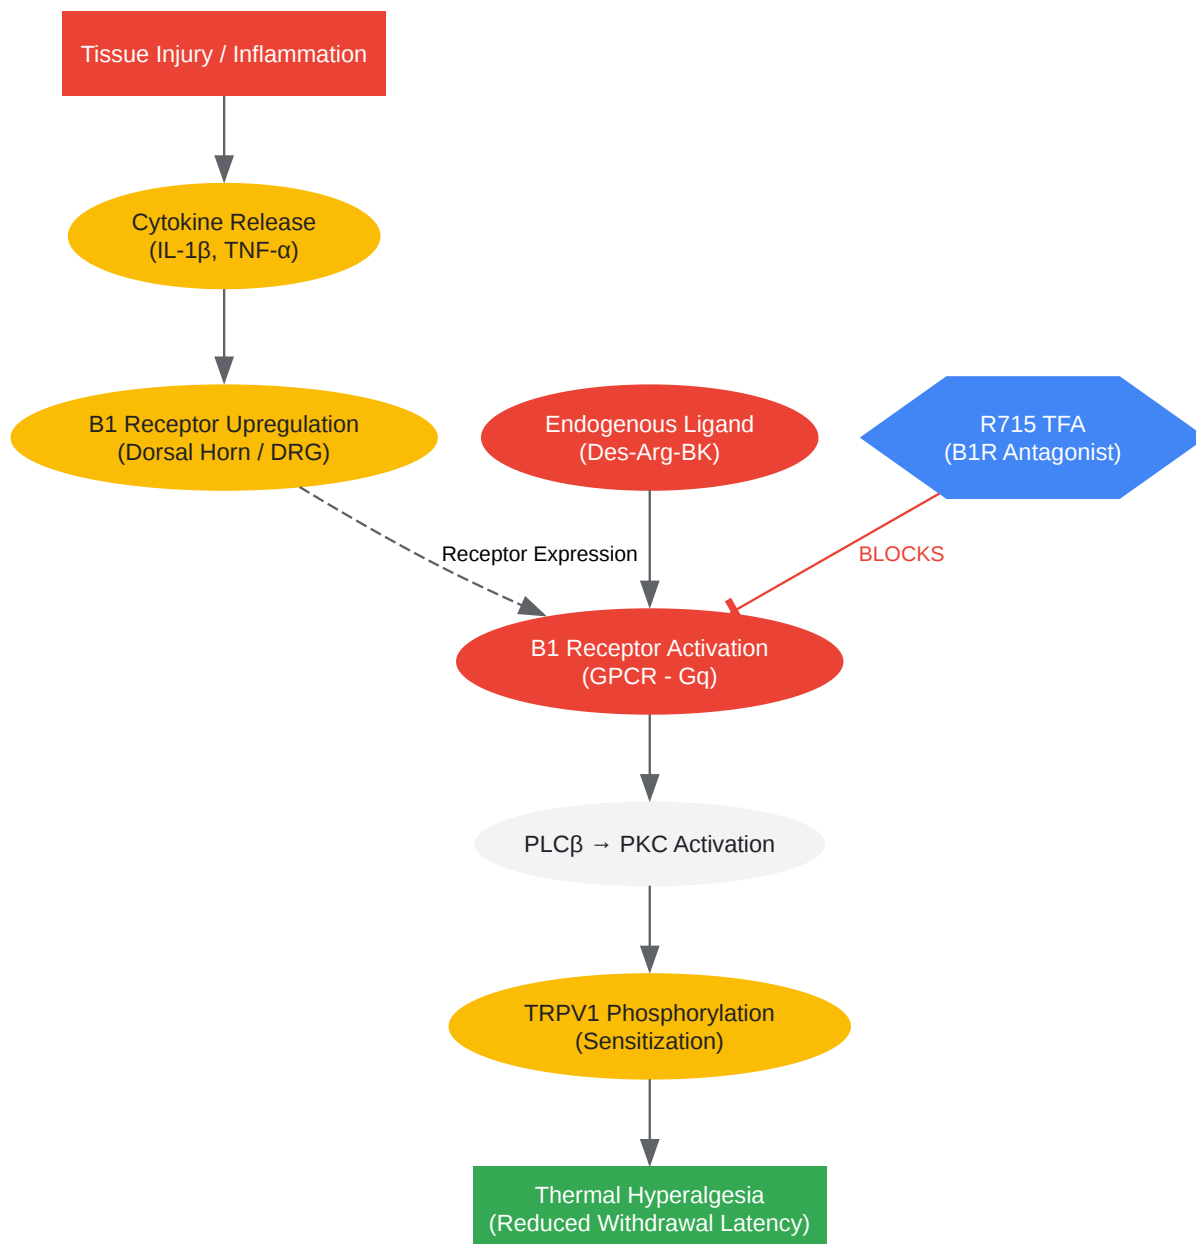 Tissue Injury / Inflammation
Cytokine Release
(IL-1β, TNF-α)
B1 Receptor Upregulation
(Dorsal Horn / DRG)
Endogenous Ligand
(Des-Arg-BK)
R715 TFA
(B1R Antagonist)
Receptor Expression
BLOCKS
B1 Receptor Activation
(GPCR - Gq)
PLCβ → PKC Activation
TRPV1 Phosphorylation
(Sensitization)
Thermal Hyperalgesia
(Reduced Withdrawal Latency)